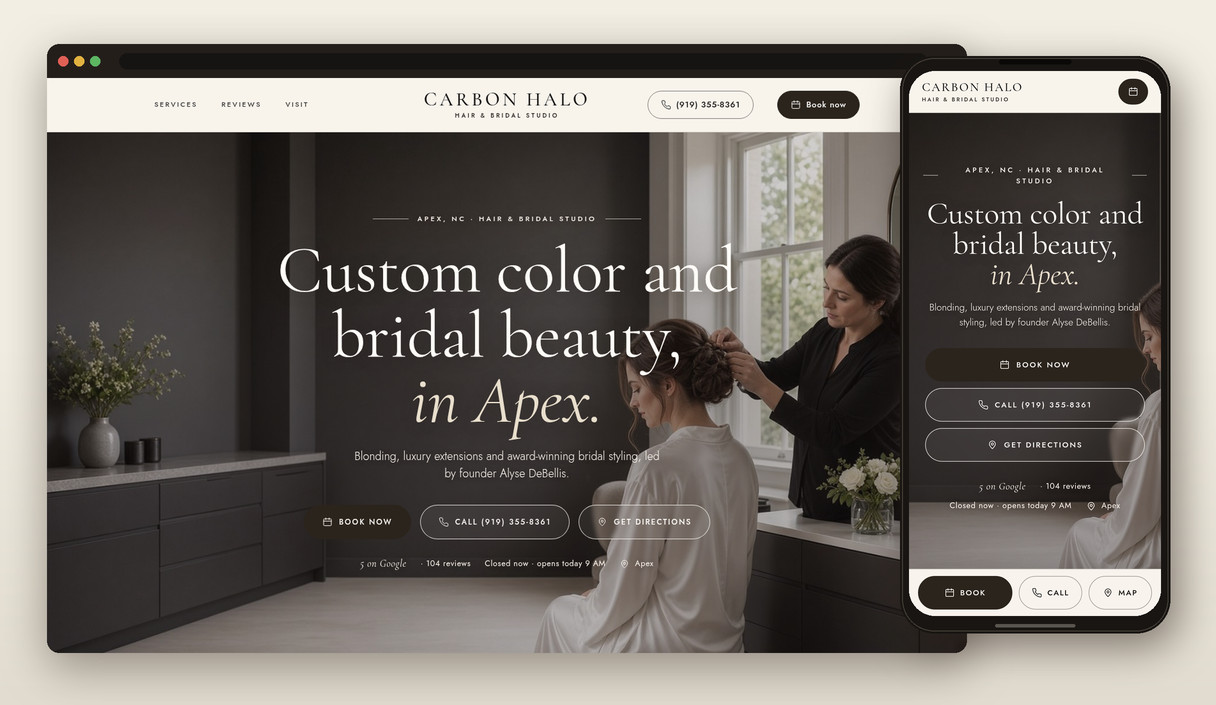 SERVICES
REVIEWS
VISIT
CARBON HALO
HAIR & BRIDAL STUDIO
(919) 355-8361
Book now
APEX, NC · HAIR & BRIDAL STUDIO
Custom color and
bridal beauty,
in Apex.
Blonding, luxury extensions and award-winning bridal styling, led
by founder Alyse DeBellis.
BOOK NOW
CALL (919) 355-8361
GET DIRECTIONS
5 on Google · 104 reviews Closed now · opens today 9 AM Apex
CARBON HALO
HAIR & BRIDAL STUDIO
APEX, NC · HAIR & BRIDAL
STUDIO
Custom color and
bridal beauty,
in Apex.
Blonding, luxury extensions and award-winning bridal
styling, led by founder Alyse DeBellis.
BOOK NOW
CALL (919) 355-8361
GET DIRECTIONS
5 on Google · 104 reviews
Closed now · opens today 9 AM Apex
BOOK
CALL
MAP